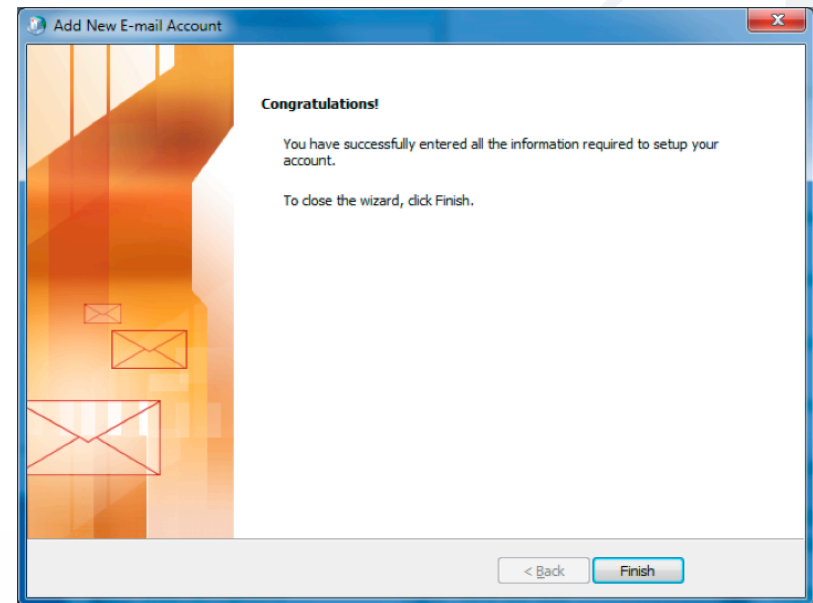 Add New E-mail Account
Congratulations!
You have successfully entered all the information required to setup your
account.
To close the wizard, click Finish.
< Back
Finish